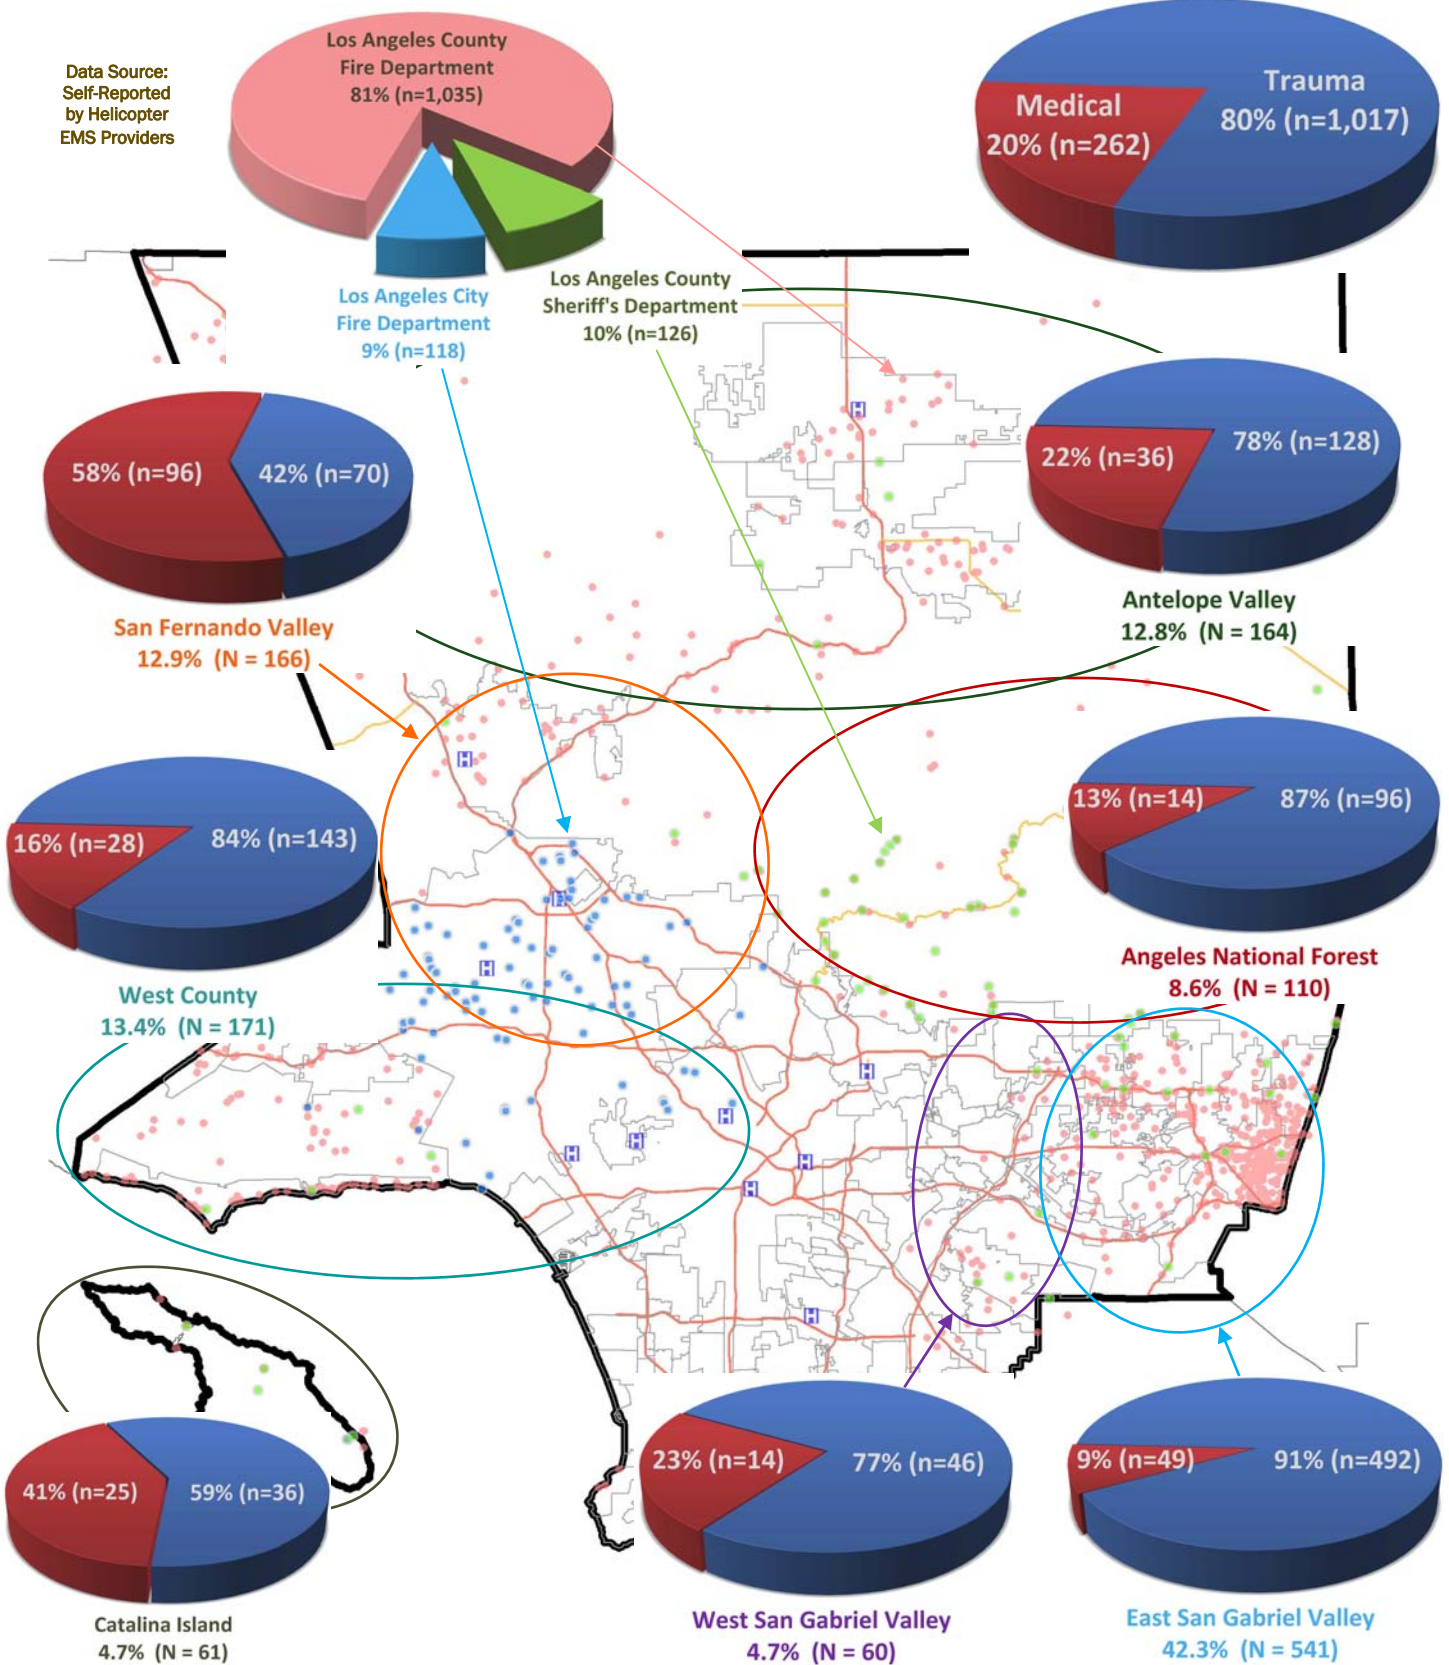 Data Source:
Self-Reported
by Helicopter
EMS Providers
Los Angeles County
Fire Department
81% (n=1,035)
Medical
20% (n=262)
Trauma
80% (n=1,017)
Los Angeles City
Fire Department
9% (n=118)
Los Angeles County
Sheriff's Department
10% (n=126)
58% (n=96)
42% (n=70)
San Fernando Valley
12.9% (N = 166)
22% (n=36)
78% (n=128)
Antelope Valley
12.8% (N = 164)
16% (n=28)
84% (n=143)
West County
13.4% (N = 171)
13% (n=14)
87% (n=96)
Angeles National Forest
8.6% (N = 110)
H
H
H
H
H
H
H
H
H
H
H
41% (n=25)
59% (n=36)
Catalina Island
4.7% (N = 61)
23% (n=14)
77% (n=46)
West San Gabriel Valley
4.7% (N = 60)
9% (n=49)
91% (n=492)
East San Gabriel Valley
42.3% (N = 541)